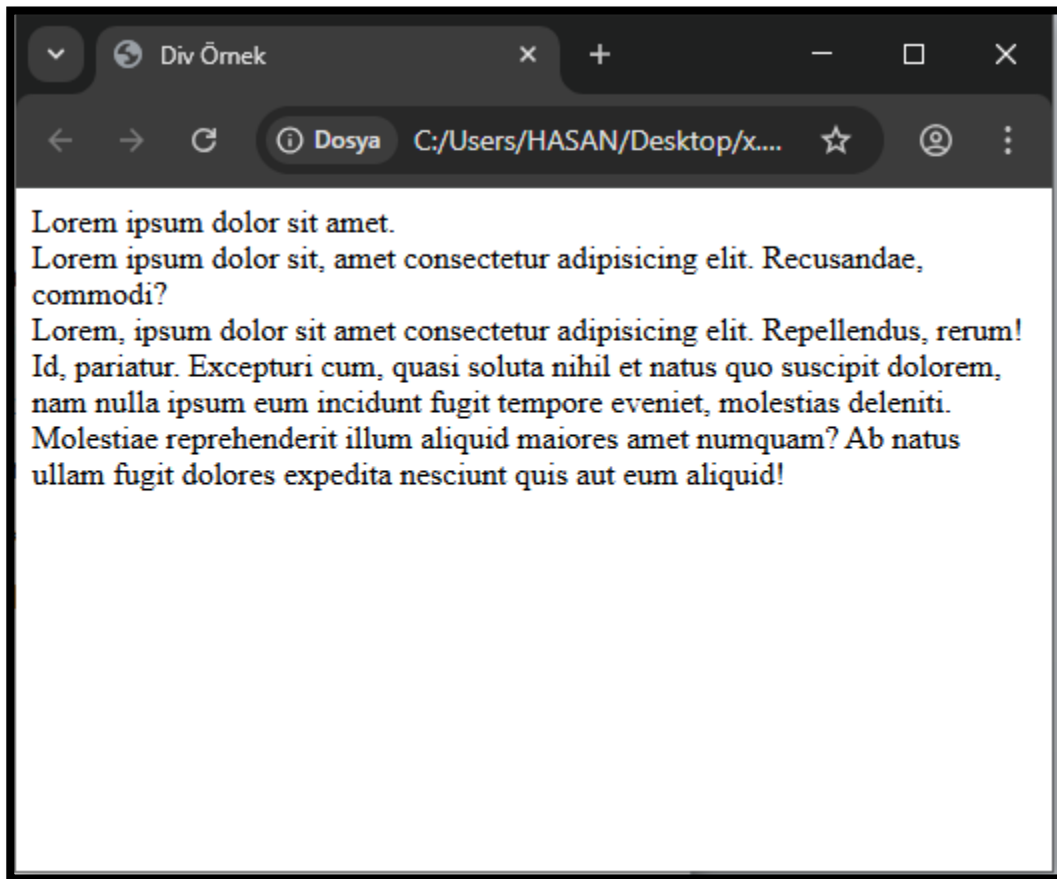 Div Örnek
Dosya C:/Users/HASAN/Desktop/x....
Lorem ipsum dolor sit amet.
Lorem ipsum dolor sit, amet consectetur adipisicing elit. Recusandae,
commodi?
Lorem, ipsum dolor sit amet consectetur adipisicing elit. Repellendus, rerum!
Id, pariatur. Excepturi cum, quasi soluta nihil et natus quo suscipit dolorem,
nam nulla ipsum eum incidunt fugit tempore eveniet, molestias deleniti.
Molestiae reprehenderit illum aliquid maiores amet numquam? Ab natus
ullam fugit dolores expedita nesciunt quis aut eum aliquid!